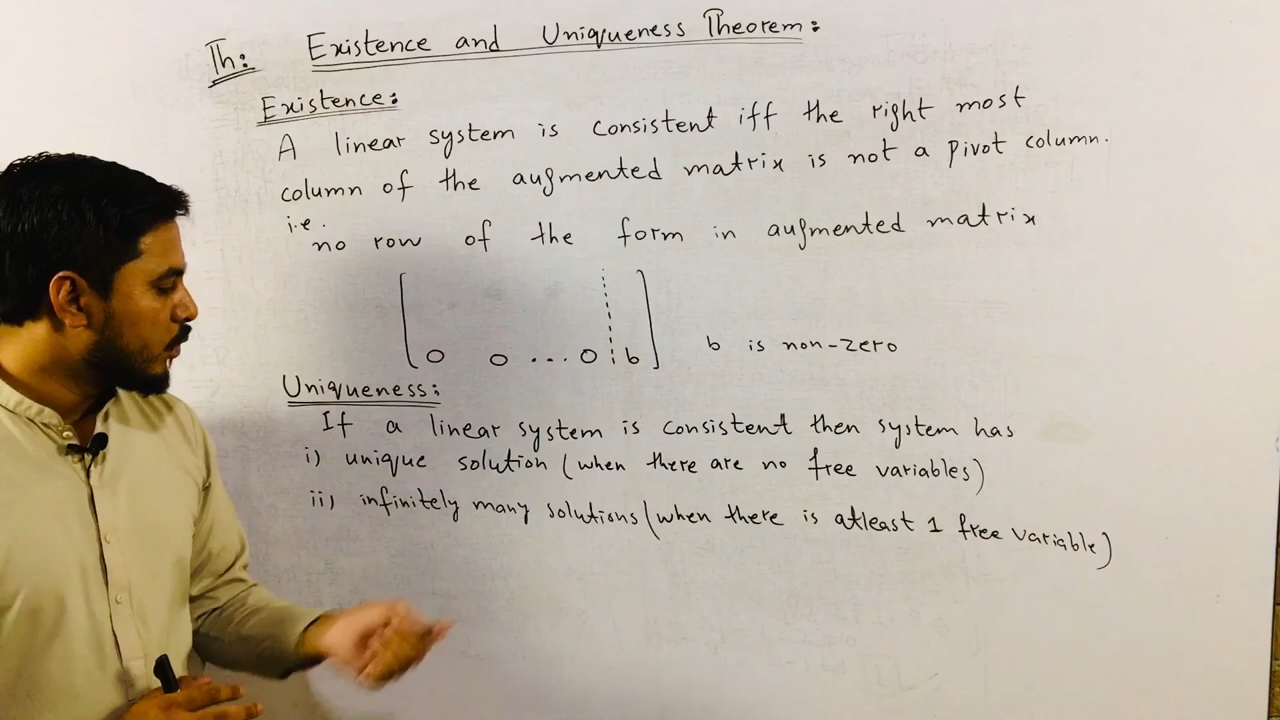 Th: Existence and Uniqueness Theorem:
Existence:
A linear system is consistent iff the right most
column of the augmented matrix is not a pivot column.
i.e.
no row of the form in augmented matrix
0 0 ... 0 b b is non-zero
Uniqueness:
If a linear system is consistent then system has
i) unique solution (when there are no free variables)
ii) infinitely many solutions (when there is atleast 1 free variable)